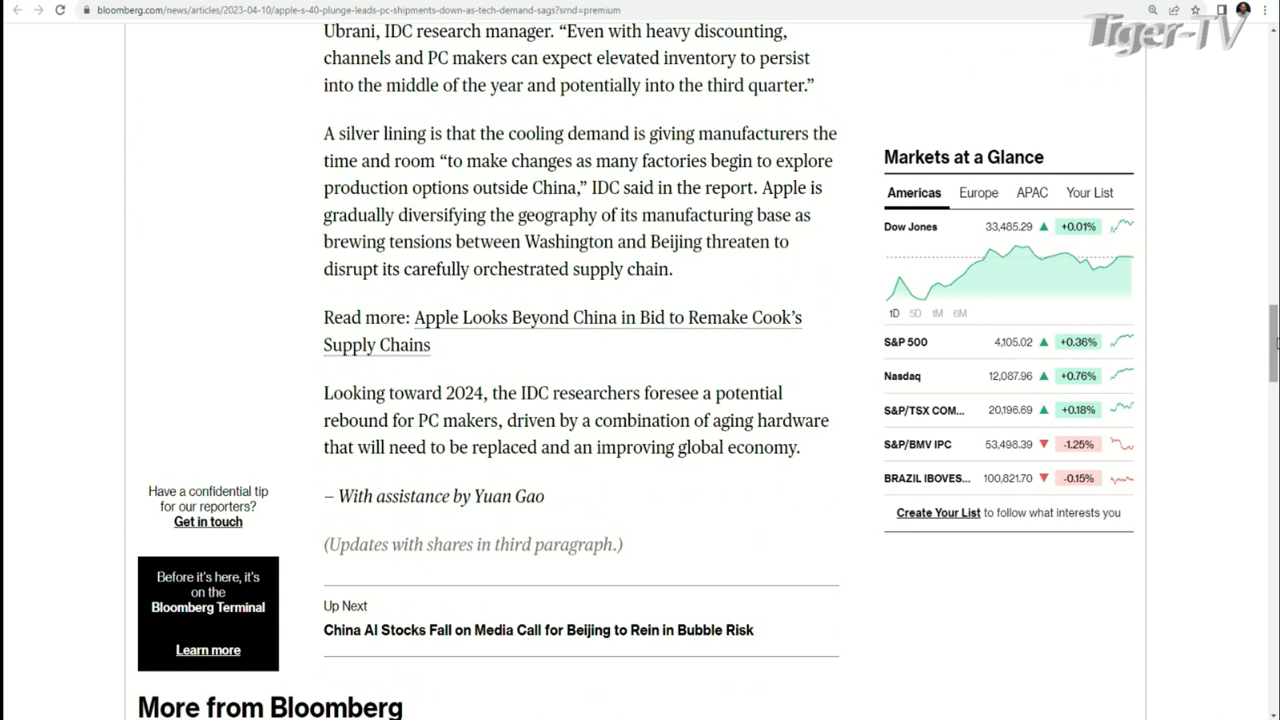 bloomberg.com/news/articles/2023-04-10/apple-s-40-plunge-leads-pc-shipments-down-as-tech-demand-sags?srnd=premium
Tiger-TV
Ubrani, IDC research manager. “Even with heavy discounting,
channels and PC makers can expect elevated inventory to persist
into the middle of the year and potentially into the third quarter.”
A silver lining is that the cooling demand is giving manufacturers the
time and room “to make changes as many factories begin to explore
production options outside China,” IDC said in the report. Apple is
gradually diversifying the geography of its manufacturing base as
brewing tensions between Washington and Beijing threaten to
disrupt its carefully orchestrated supply chain.
Read more: Apple Looks Beyond China in Bid to Remake Cook’s
Supply Chains
Looking toward 2024, the IDC researchers foresee a potential
rebound for PC makers, driven by a combination of aging hardware
that will need to be replaced and an improving global economy.
– With assistance by Yuan Gao
(Updates with shares in third paragraph.)
Up Next
China AI Stocks Fall on Media Call for Beijing to Rein in Bubble Risk
Have a confidential tip
for our reporters?
Get in touch
Before it's here, it's
on the
Bloomberg Terminal
Learn more
More from Bloomberg
Markets at a Glance
Americas Europe APAC Your List
Dow Jones 33,485.29 ▲ +0.01%
1D 5D 1M 6M
S&P 500 4,105.02 ▲ +0.36%
Nasdaq 12,087.96 ▲ +0.76%
S&P/TSX COM... 20,196.69 ▲ +0.18%
S&P/BMV IPC 53,498.39 ▼ -1.25%
BRAZIL IBOVES... 100,821.70 ▼ -0.15%
Create Your List to follow what interests you